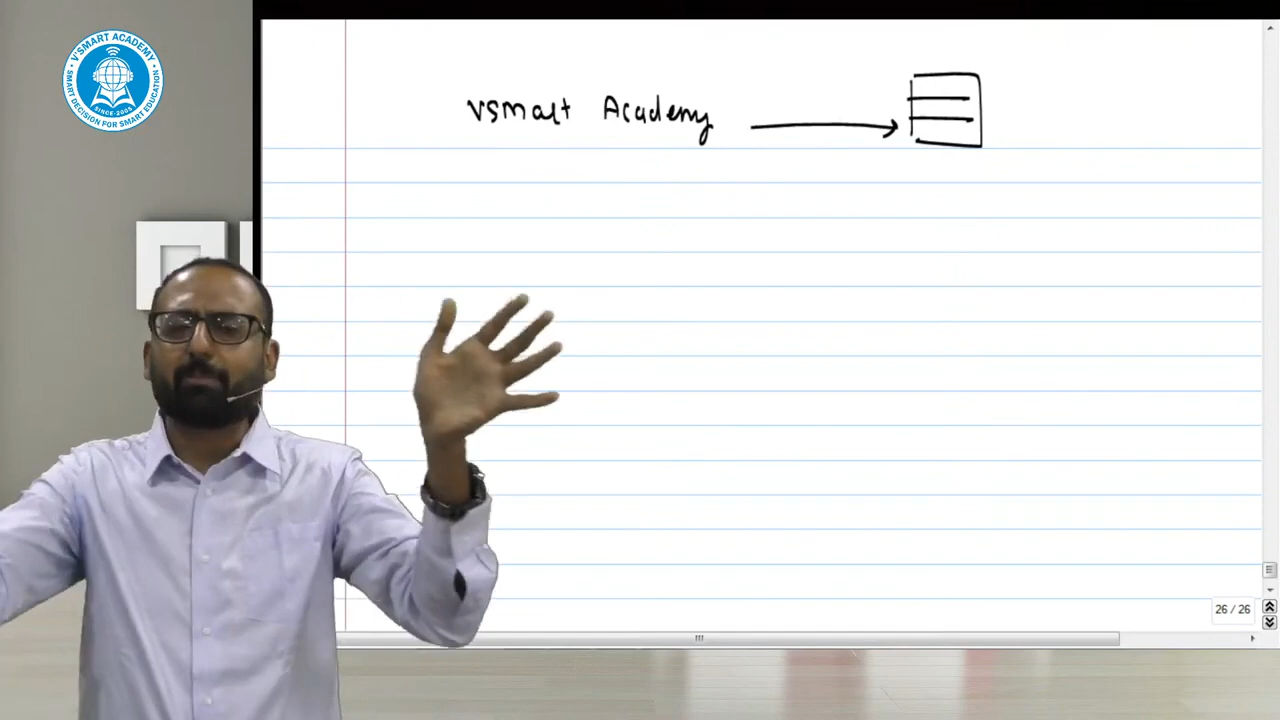 V'SMART ACADEMY
SMART DECISION FOR SMART EDUCATION
SINCE-2005
vsmart Academy
26 / 26